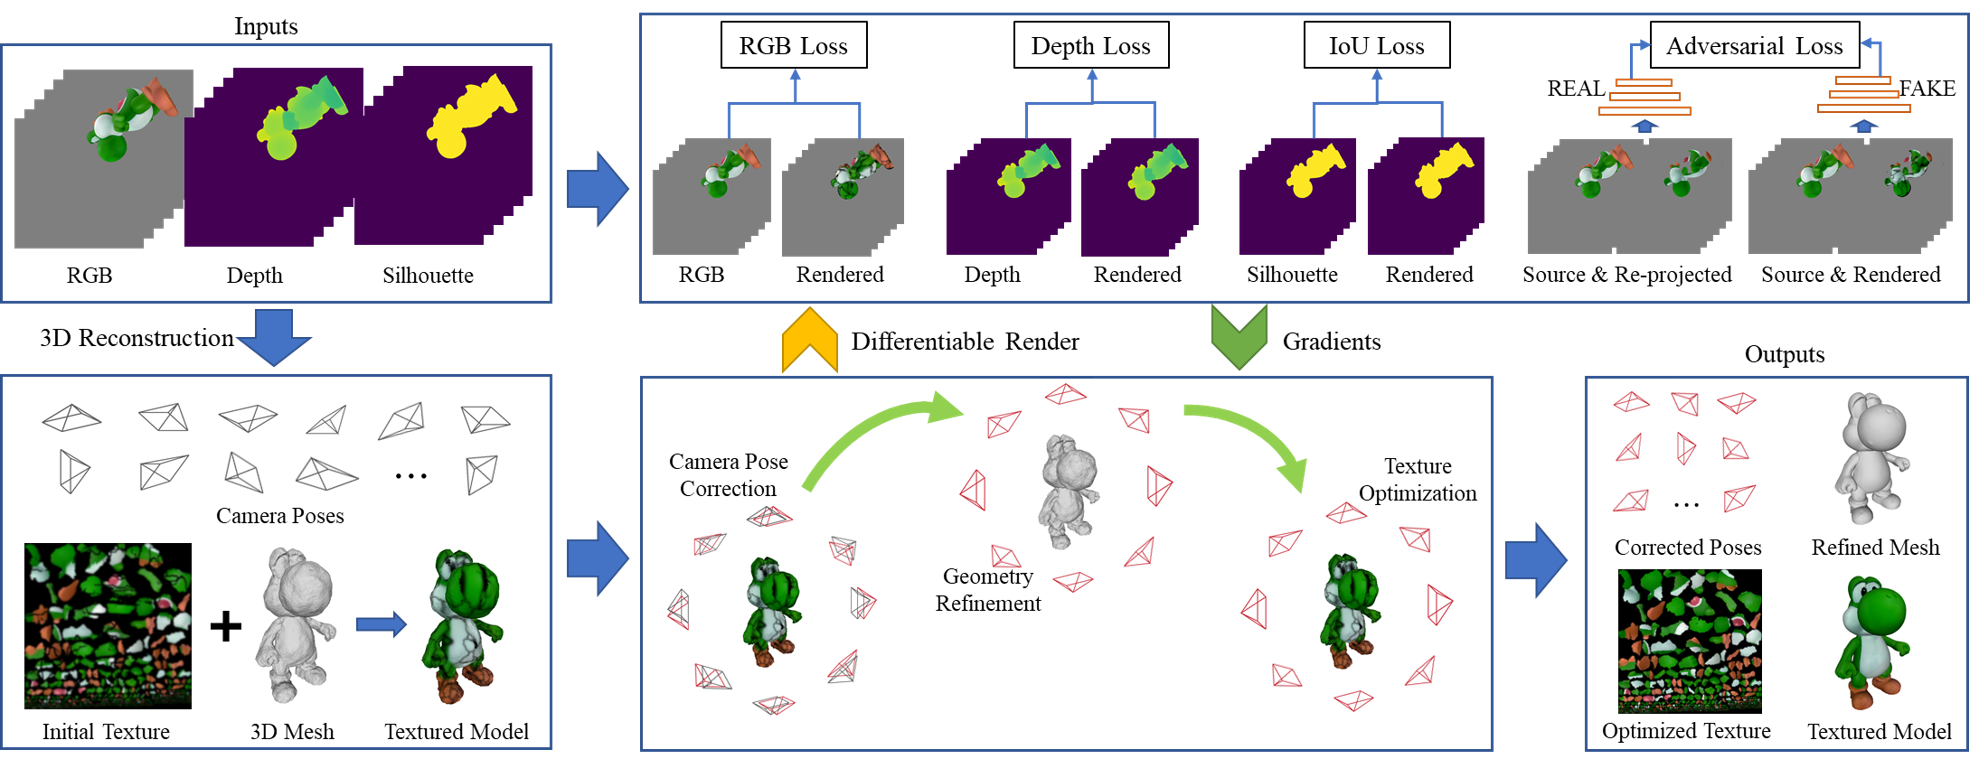 Inputs
RGB
Depth
Silhouette
RGB Loss
Depth Loss
IoU Loss
Adversarial Loss
REAL
FAKE
RGB
Rendered
Depth
Rendered
Silhouette
Rendered
Source & Re-projected
Source & Rendered
3D Reconstruction
Differentiable Render
Gradients
Camera Poses
...
Initial Texture
+
3D Mesh
Textured Model
Camera Pose
Correction
Geometry
Refinement
Texture
Optimization
Outputs
...
Corrected Poses
Refined Mesh
Optimized Texture
Textured Model